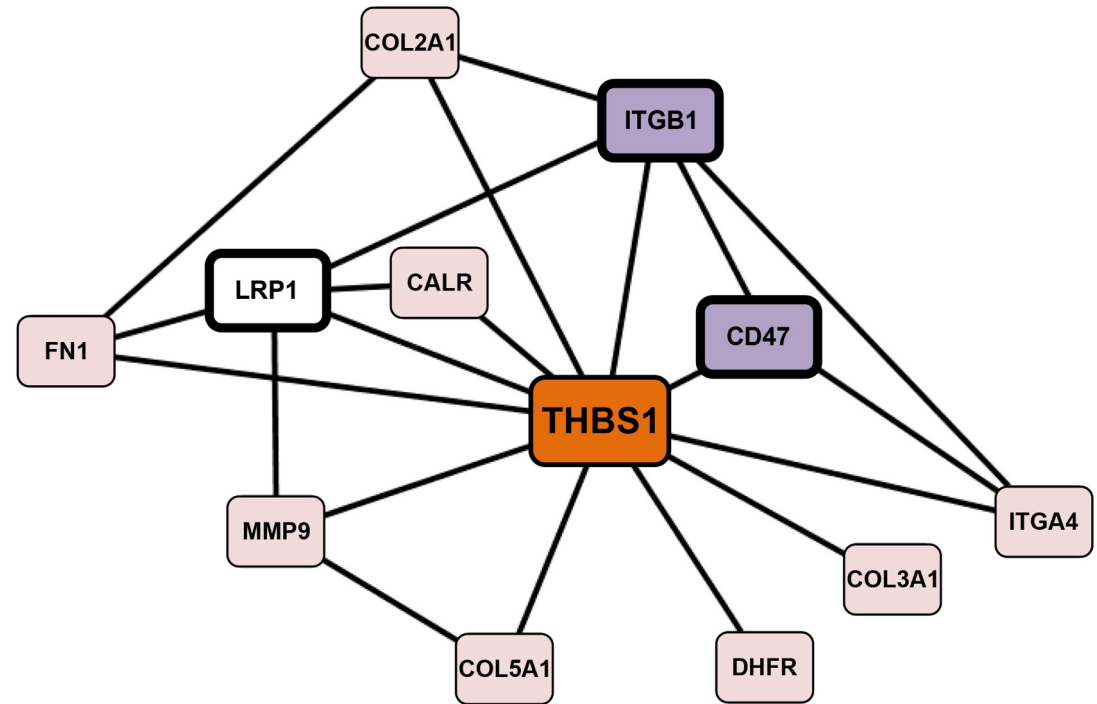 COL2A1
ITGB1
LRP1
CALR
CD47
FN1
THBS1
MMP9
ITGA4
COL3A1
COL5A1
DHFR